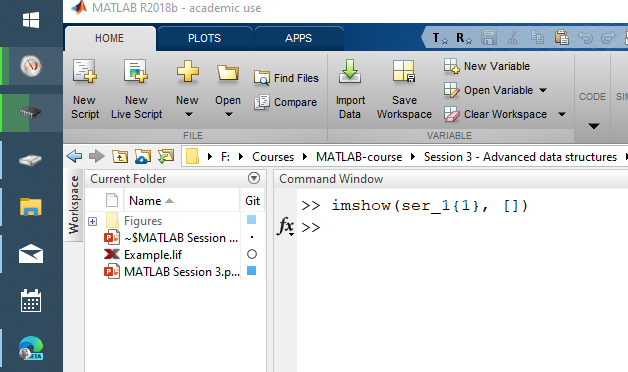 MATLAB R2018b - academic use
HOME PLOTS APPS
New Script
New Live Script
New
Open
Find Files
Compare
Import Data
Save Workspace
New Variable
Open Variable
Clear Workspace
FILE
VARIABLE
CODE
SIM
F: Courses MATLAB-course Session 3 - Advanced data structures
Workspace
Current Folder
Name Git
Figures
~$MATLAB Session ...
Example.lif
MATLAB Session 3.p...
Command Window
>> imshow(ser_1{1}, [])
fx >>